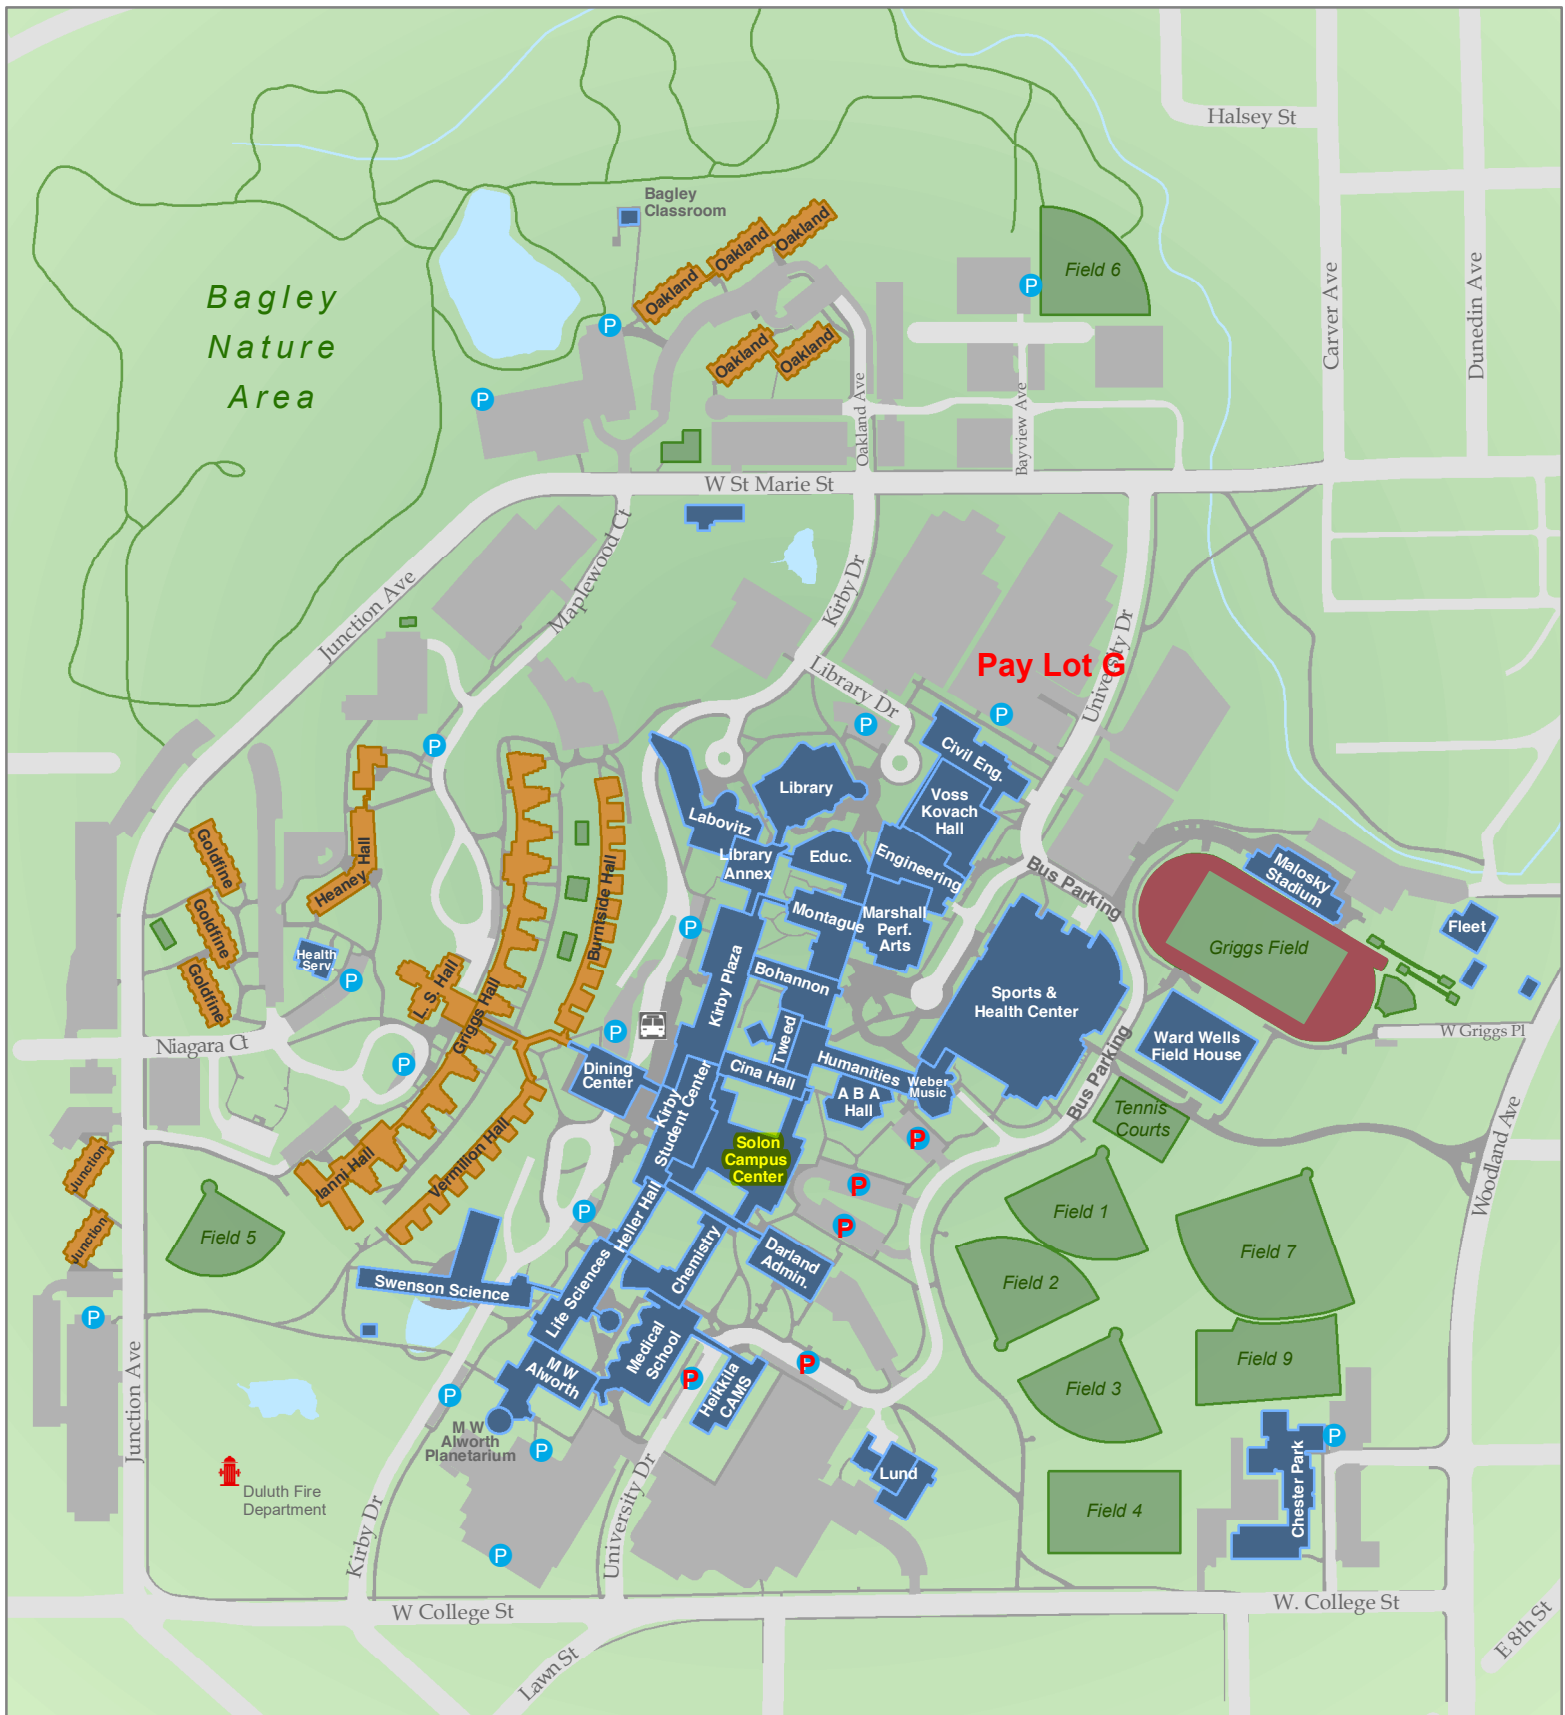 Halsey St
Carver Ave
Dunedin Ave
Bagley
Classroom
Oakland
Oakland
Oakland
Oakland
Oakland
P
Field 6
Bagley
Nature
Area
P
P
Oakland Ave
Bayview Ave
W St Marie St
Maplewood Ct
Junction Ave
Kirby Dr
Library Dr
Pay Lot G
University Dr
P
P
P
Civil Eng.
Library
Voss
Kovach
Hall
Labovitz
Library
Annex
Educ.
Engineering
Bus Parking
Malosky
Stadium
Goldfine
Goldfine
Goldfine
Heaney Hall
Burntside Hall
Montague
Marshall
Perf.
Arts
Fleet
Griggs Field
P
Health
Serv.
P
L. S. Hall
Griggs Hall
Kirby Plaza
Bohannon
Sports &
Health Center
Niagara Ct
P
P
Tweed
W Griggs Pl
Ward Wells
Field House
Dining
Center
Cina Hall
Humanities
Weber
Music
A B A
Hall
Bus Parking
Kirby
Student Center
Tennis
Courts
Woodland Ave
P
Solon
Campus
Center
Junction
Junction
Ianni Hall
Vermilion Hall
P
P
P
Field 1
Field 5
Heller Hall
Field 7
Chemistry
Darland
Admin.
Field 2
Swenson Science
Life Sciences
P
Medical
School
Junction Ave
M W
Alworth
P
P
P
Heikkila
CAMS
Field 9
Field 3
M W
Alworth
Planetarium
P
P
Chester Park
Lund
Duluth Fire
Department
Kirby Dr
University Dr
Field 4
P
W College St
W. College St
Lawn St
E 8th St